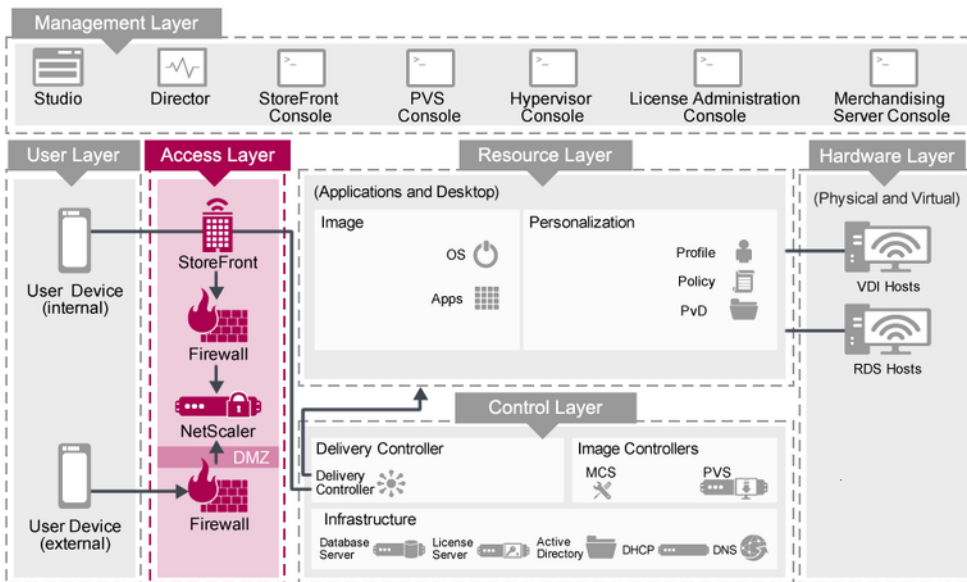 Management Layer
Studio
Director
StoreFront
Console
PVS
Console
Hypervisor
Console
License Administration
Console
Merchandising
Server Console
User Layer
User Device
(internal)
User Device
(external)
Access Layer
StoreFront
Firewall
NetScaler
DMZ
Firewall
Resource Layer
(Applications and Desktop)
Image
OS
Apps
Personalization
Profile
Policy
PvD
Control Layer
Delivery Controller
Delivery
Controller
Image Controllers
MCS
PVS
Infrastructure
Database
Server
License
Server
Active
Directory
DHCP
DNS
Hardware Layer
(Physical and Virtual)
VDI Hosts
RDS Hosts